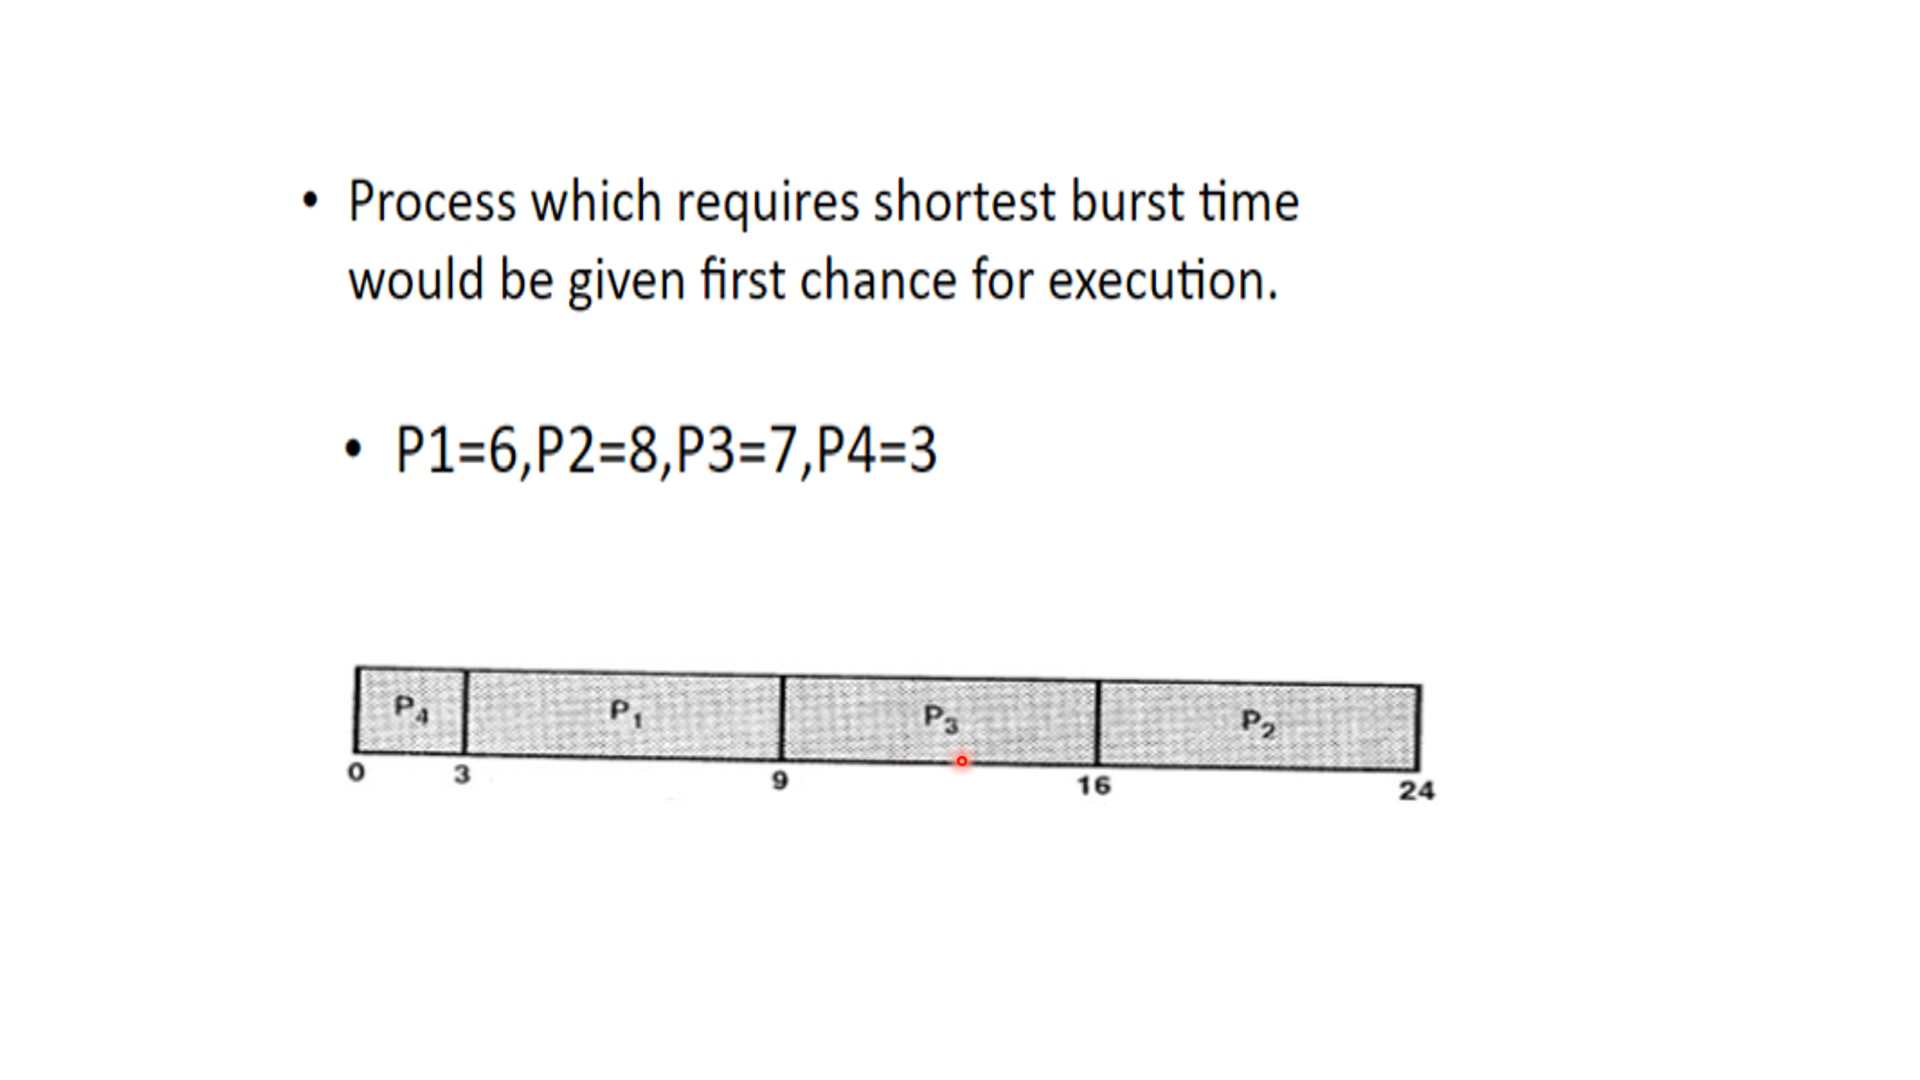 • Process which requires shortest burst time
would be given first chance for execution.
• P1=6,P2=8,P3=7,P4=3
P4 P1 P3 P2
0 3 9 16 24